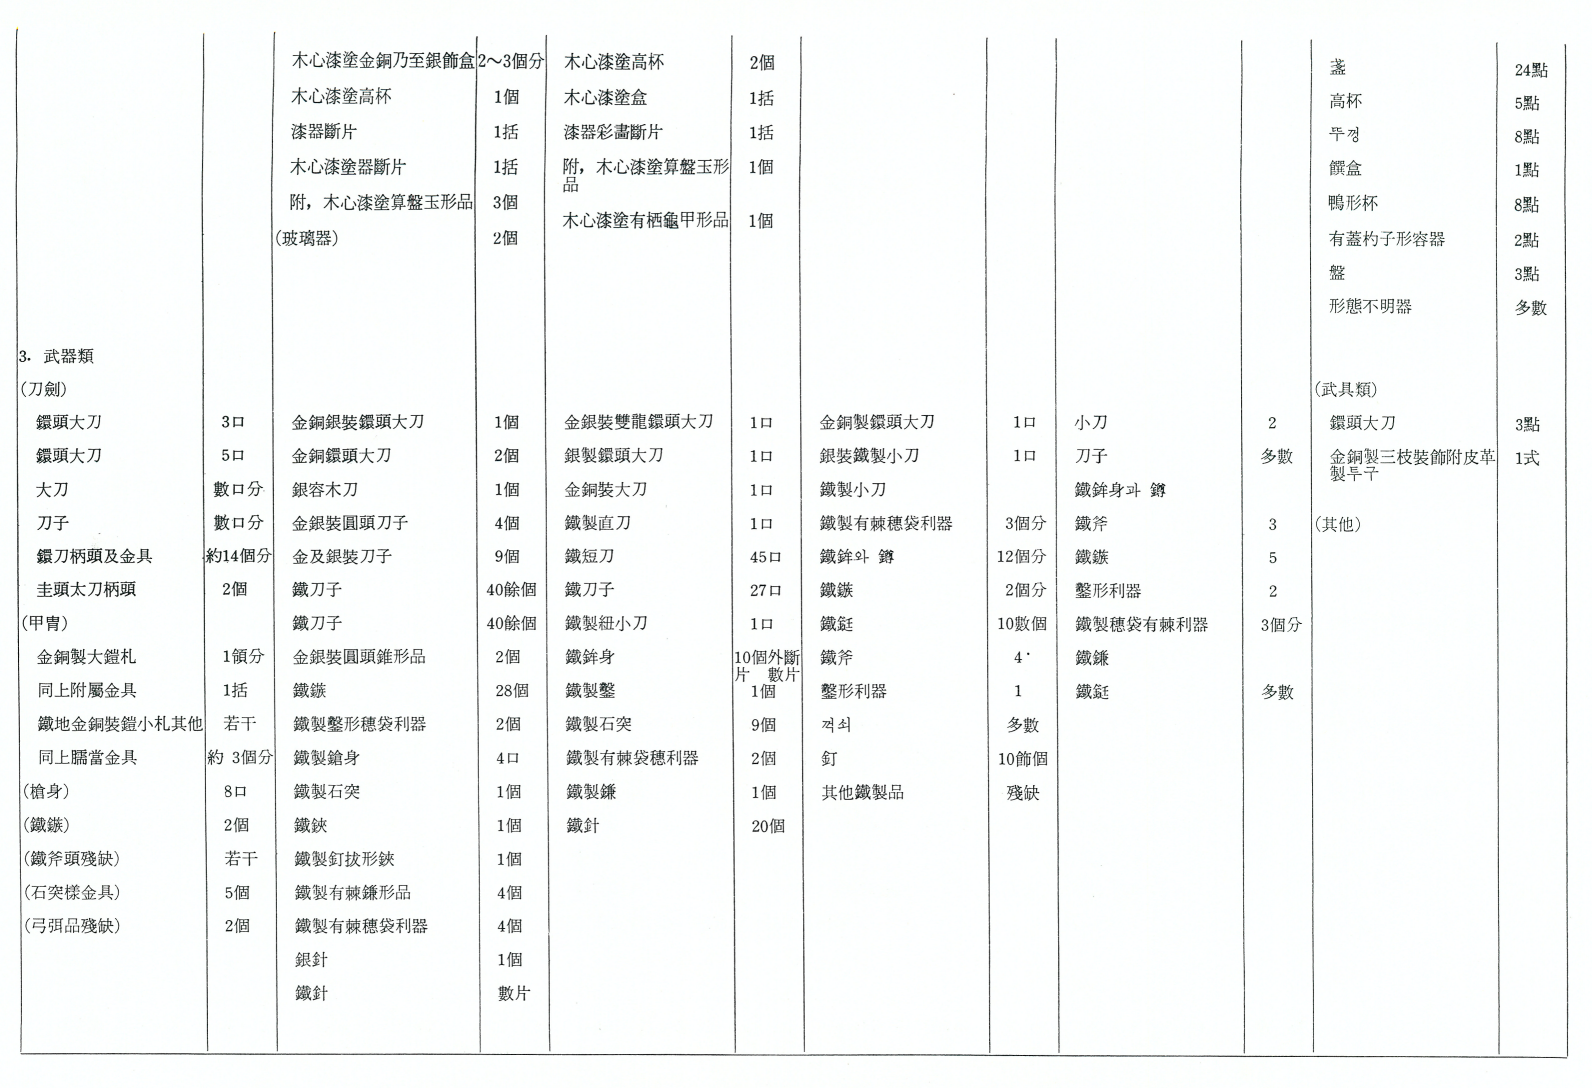 木心漆塗金銅乃至銀飾盒 2～3個分 木心漆塗高杯 2個 盞 24點
木心漆塗高杯 1個 木心漆塗盒 1括 高杯 5點
漆器斷片 1括 漆器彩畵斷片 1括 뚜껑 8點
木心漆塗器斷片 1括 附，木心漆塗算盤玉形品 1個 饌盒 1點
附，木心漆塗算盤玉形品 3個 木心漆塗有栖龜甲形品 1個 鴨形杯 8點
(玻璃器) 2個 有蓋杓子形容器 2點
盤 3點
形態不明器 多數
3. 武器類
(刀劍) (武具類)
鐶頭大刀 3口 金銅銀裝鐶頭大刀 1個 金銀裝雙龍鐶頭大刀 1口 金銅製鐶頭大刀 1口 小刀 2 鐶頭大刀 3點
鐶頭大刀 5口 金銅鐶頭大刀 2個 銀製鐶頭大刀 1口 銀裝鐵製小刀 1口 刀子 多數 金銅製三枝裝飾附皮革 1式
製투구
大刀 數口分 銀容木刀 1個 金銅裝大刀 1口 鐵製小刀 鐵鉾身과 鐏
刀子 數口分 金銀裝圓頭刀子 4個 鐵製直刀 1口 鐵製有棘穗袋利器 3個分 鐵斧 3 (其他)
鐶刀柄頭及金具 約14個分 金及銀裝刀子 9個 鐵短刀 45口 鐵鉾와 鐏 12個分 鐵鏃 5
圭頭太刀柄頭 2個 鐵刀子 40餘個 鐵刀子 27口 鐵鏃 2個分 鑿形利器 2
(甲冑) 鐵刀子 40餘個 鐵製紐小刀 1口 鐵鋌 10數個 鐵製穗袋有棘利器 3個分
金銅製大鎧札 1領分 金銀裝圓頭錐形品 2個 鐵鉾身 10個外斷 鐵斧 4 鐵鎌
片 數片
同上附屬金具 1括 鐵鏃 28個 鐵製鑿 1個 鑿形利器 1 鐵鋌 多數
鐵地金銅裝鎧小札其他 若干 鐵製鑿形穗袋利器 2個 鐵製石突 9個 꺽쇠 多數
同上臑當金具 約 3個分 鐵製鎗身 4口 鐵製有棘袋穗利器 2個 釘 10飾個
(槍身) 8口 鐵製石突 1個 鐵製鎌 1個 其他鐵製品 殘缺
(鐵鏃) 2個 鐵鋏 1個 鐵針 20個
(鐵斧頭殘缺) 若干 鐵製釘拔形鋏 1個
(石突樣金具) 5個 鐵製有棘鎌形品 4個
(弓弭品殘缺) 2個 鐵製有棘穗袋利器 4個
銀針 1個
鐵針 數片